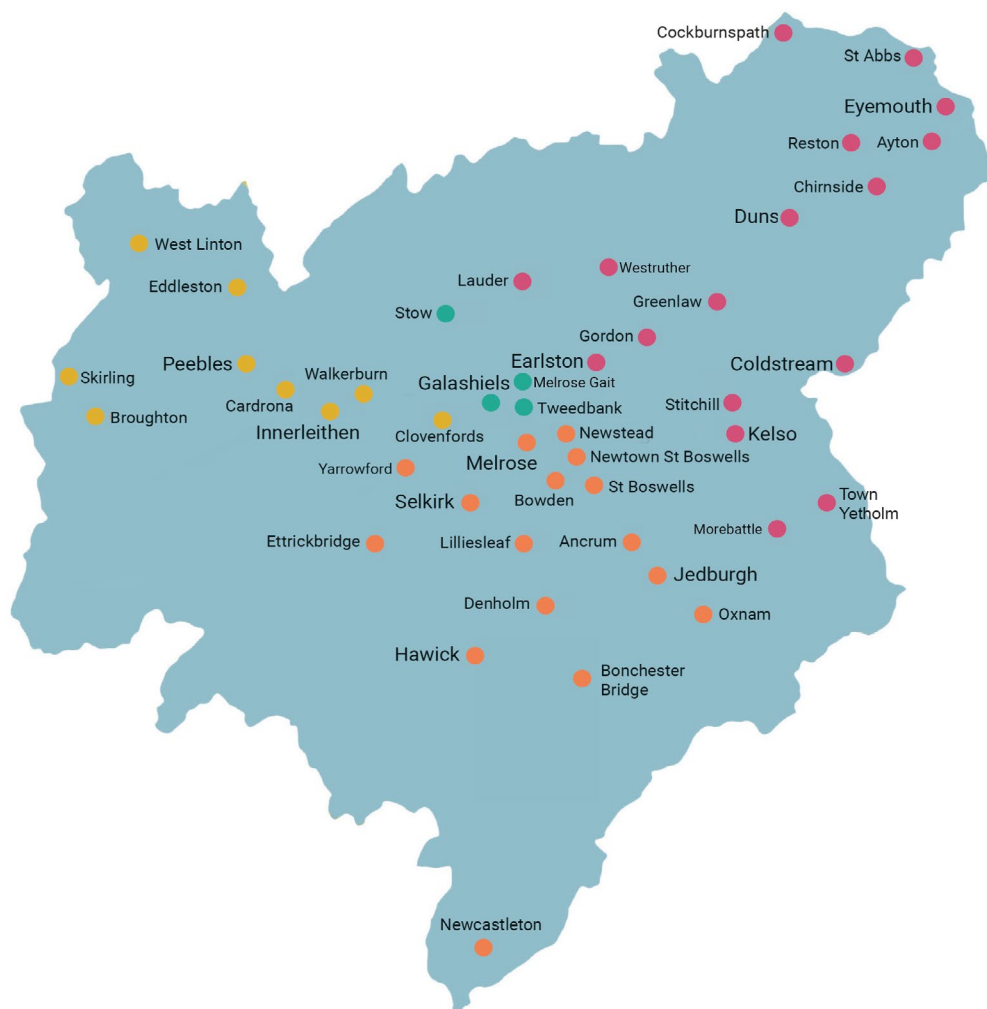 Cockburnspath
St Abbs
Eyemouth
Reston
Ayton
Chirnside
Duns
West Linton
Westruther
Lauder
Eddleston
Greenlaw
Stow
Gordon
Earlston
Peebles
Coldstream
Walkerburn
Skirling
Galashiels
Melrose Gait
Cardrona
Stitchill
Tweedbank
Broughton
Innerleithen
Clovenfords
Newstead
Kelso
Melrose
Newtown St Boswells
Yarrowford
St Boswells
Bowden
Selkirk
Town
Yetholm
Morebattle
Ettrickbridge
Lilliesleaf
Ancrum
Jedburgh
Denholm
Oxnam
Hawick
Bonchester
Bridge
Newcastleton